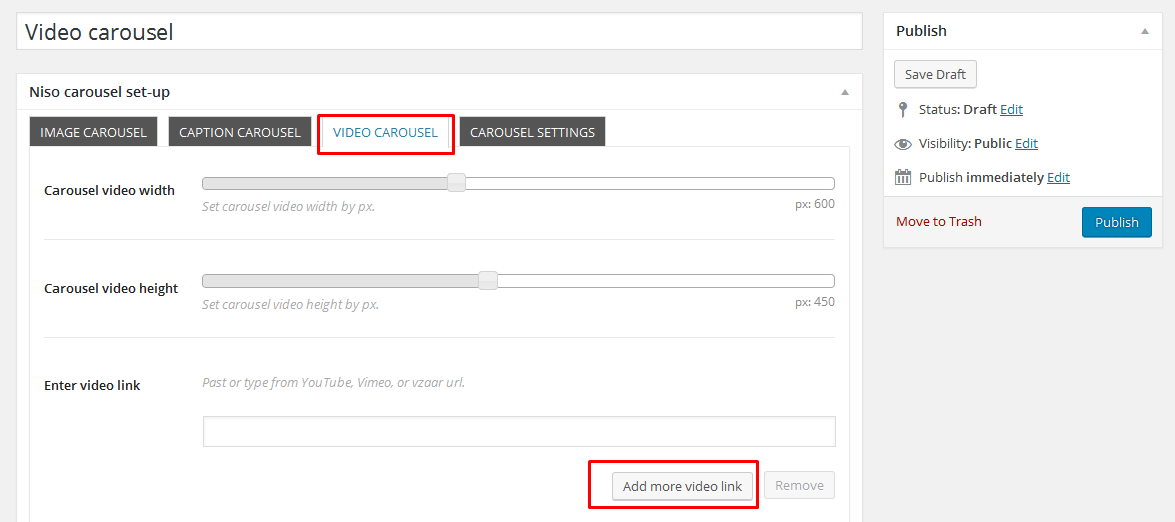 Video carousel
Niso carousel set-up
IMAGE CAROUSEL CAPTION CAROUSEL VIDEO CAROUSEL CAROUSEL SETTINGS
Carousel video width
Set carousel video width by px.
px: 600
Carousel video height
Set carousel video height by px.
px: 450
Enter video link
Past or type from YouTube, Vimeo, or vzaar url.
Add more video link Remove
Publish
Save Draft
Status: Draft Edit
Visibility: Public Edit
Publish immediately Edit
Move to Trash Publish